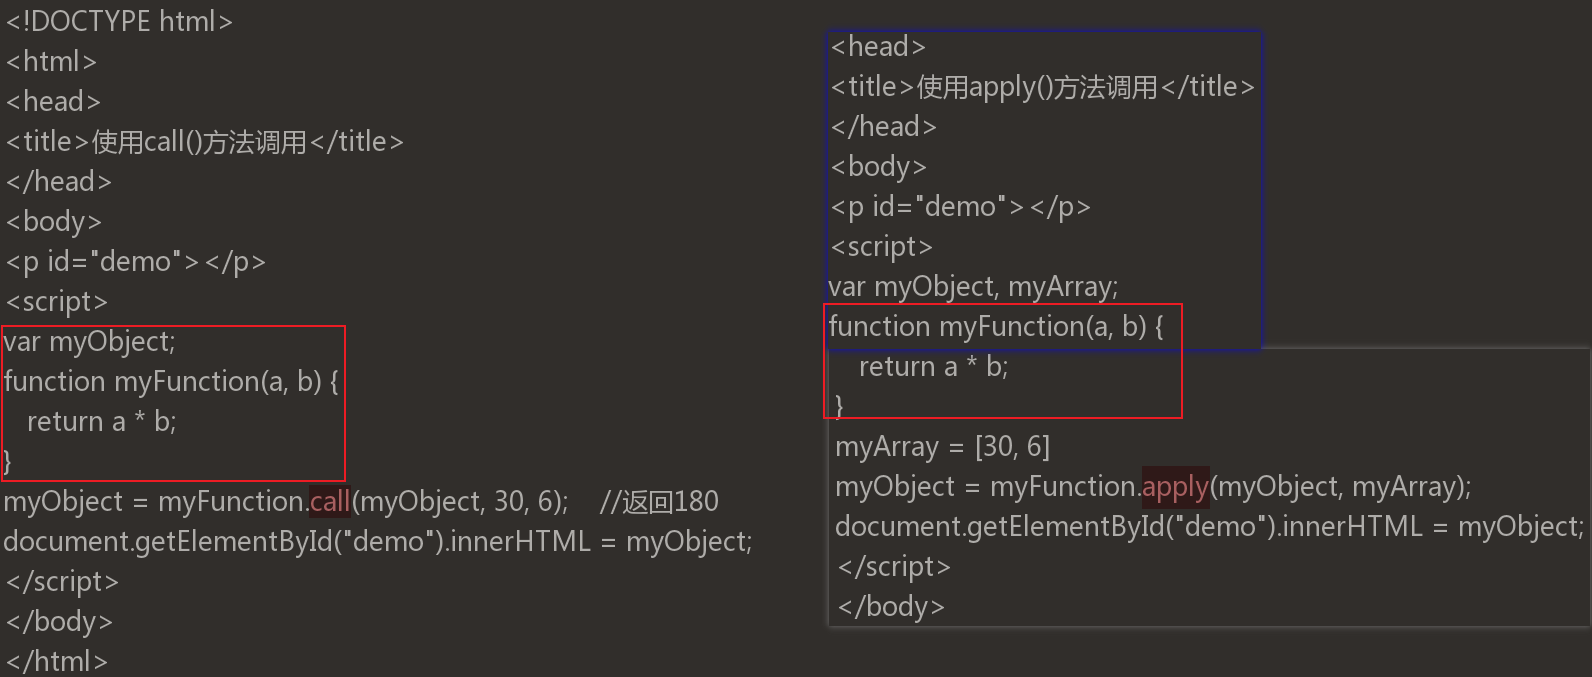 <!DOCTYPE html>
<html>
<head>
<title>使用call()方法调用</title>
</head>
<body>
<p id="demo"></p>
<script>
var myObject;
function myFunction(a, b) {
return a * b;
}
myObject = myFunction.call(myObject, 30, 6); //返回180
document.getElementById("demo").innerHTML = myObject;
</script>
</body>
</html>
<head>
<title>使用apply()方法调用</title>
</head>
<body>
<p id="demo"></p>
<script>
var myObject, myArray;
function myFunction(a, b) {
return a * b;
}
myArray = [30, 6]
myObject = myFunction.apply(myObject, myArray);
document.getElementById("demo").innerHTML = myObject;
</script>
</body>